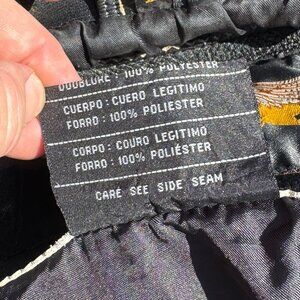 DOUBLURE : 100% POLYESTER
CUERPO : CUERO LEGITIMO
FORRO : 100% POLIESTER
CORPO : COURO LEGITIMO
FORRO : 100% POLIÉSTER
CARE SEE SIDE SEAM